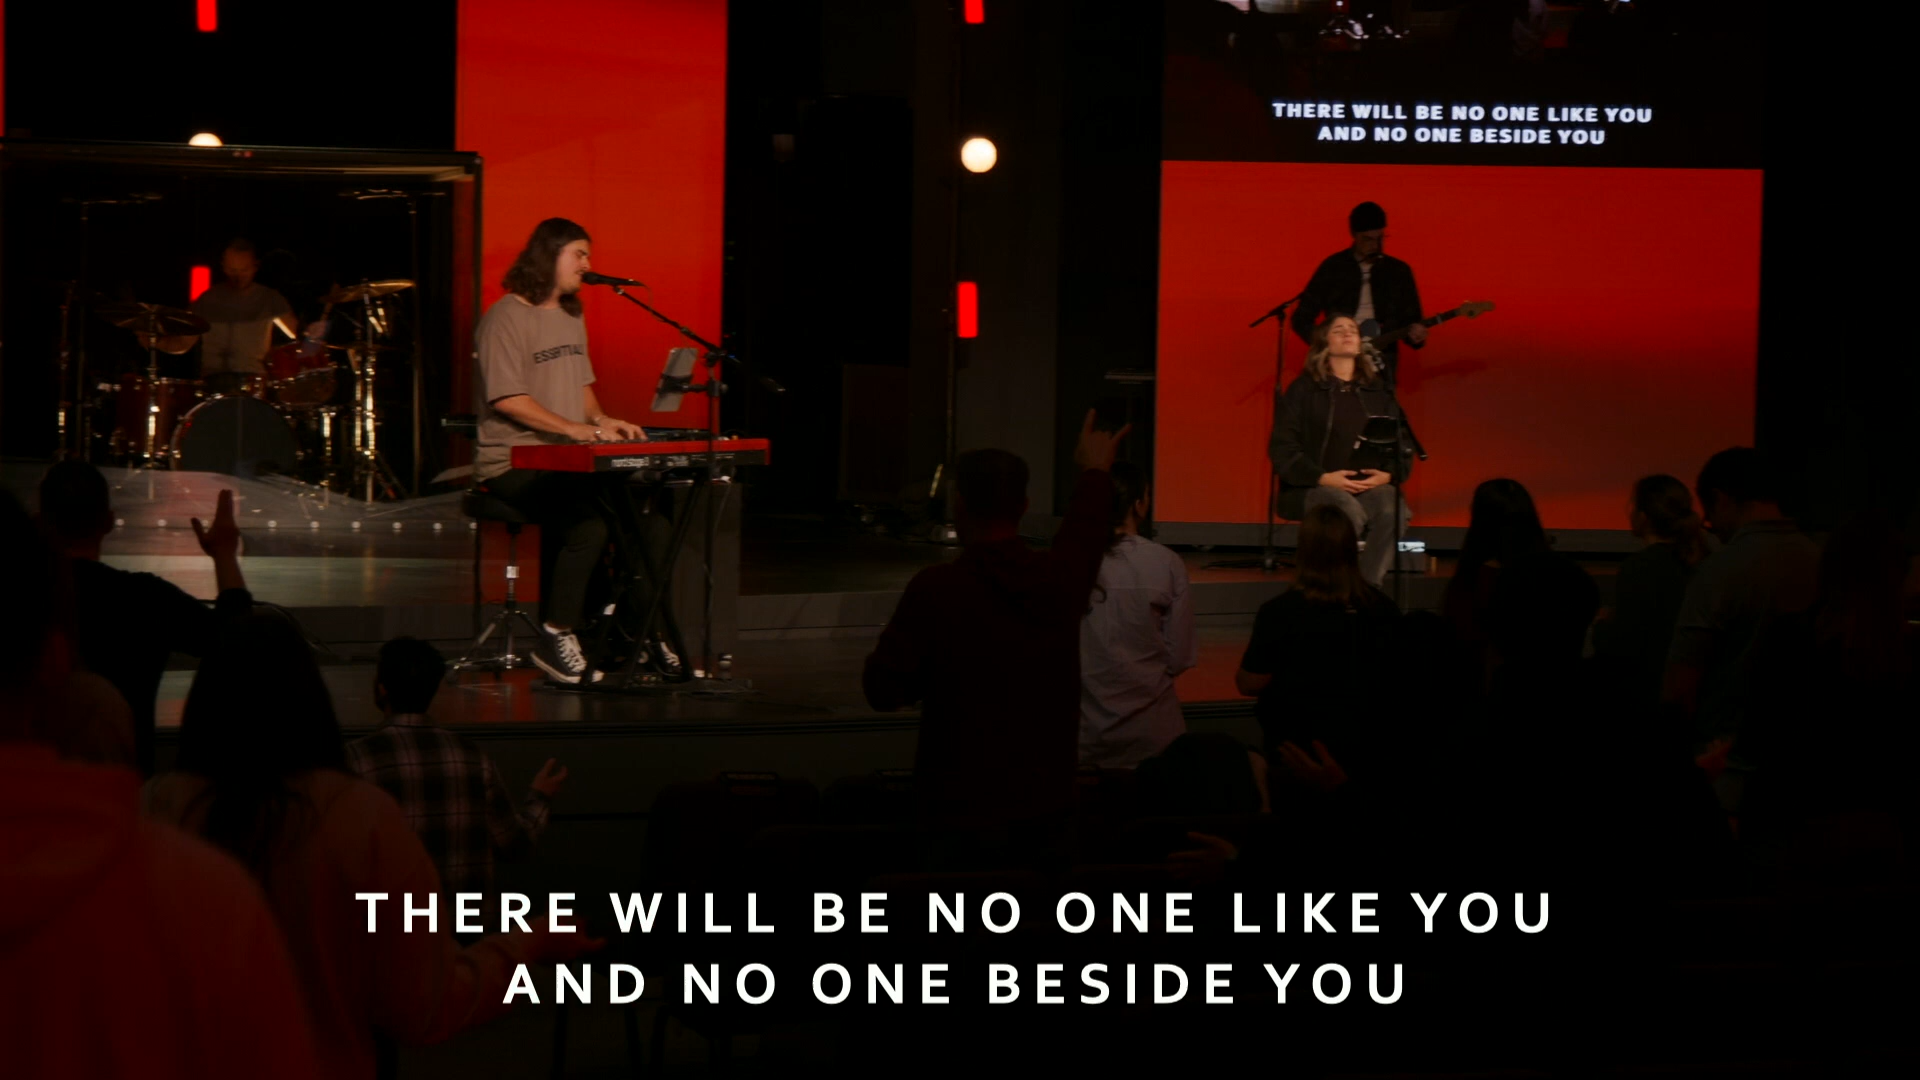 THERE WILL BE NO ONE LIKE YOU
AND NO ONE BESIDE YOU
ESSENTIALS
THERE WILL BE NO ONE LIKE YOU
AND NO ONE BESIDE YOU